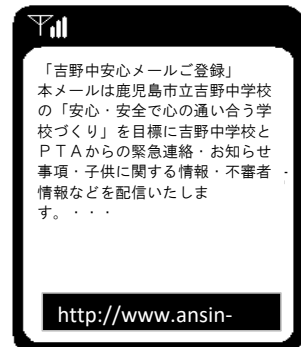 「吉野中安心メールご登録」
本メールは鹿児島市立吉野中学校
の「安心・安全で心の通い合う学
校づくり」を目標に吉野中学校と
ＰＴＡからの緊急連絡・お知らせ
事項・子供に関する情報・不審者
情報などを配信いたしま
す。・・・
http://www.ansin-